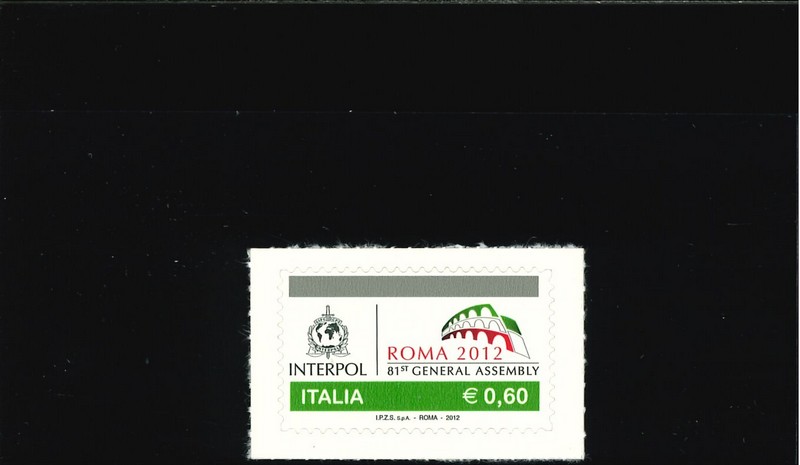 INTERPOL
ROMA 2012
81ST GENERAL ASSEMBLY
ITALIA € 0,60
I.P.Z.S. S.p.A. - ROMA - 2012